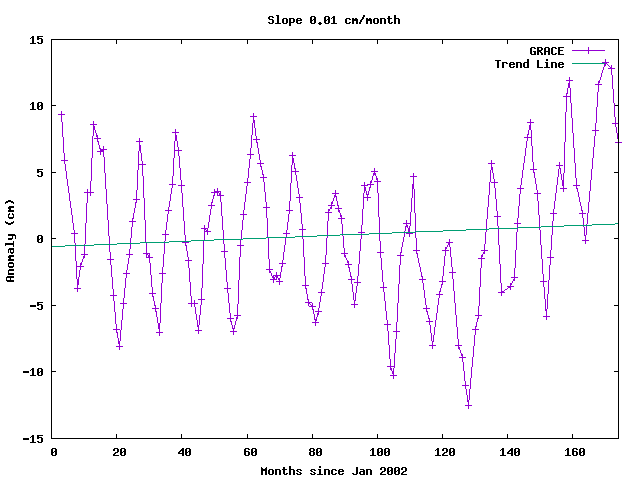 Slope 0.01 cm/month
GRACE
Trend Line
15
10
5
0
-5
-10
-15
Anomaly (cm)
0 20 40 60 80 100 120 140 160
Months since Jan 2002